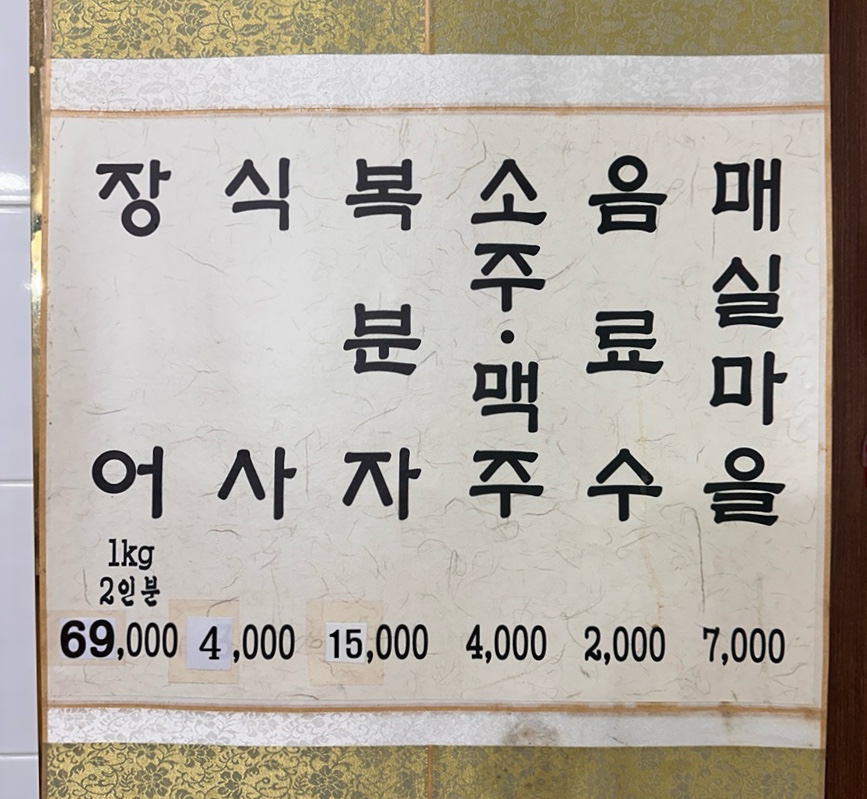 장어 1kg 2인분 69,000
식사 4,000
복분자 15,000
소주·맥주 4,000
음료수 2,000
매실마을 7,000